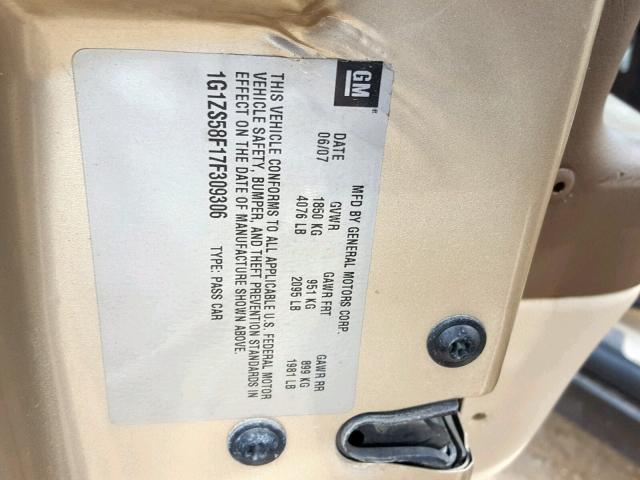 GM
MFD BY GENERAL MOTORS CORP.
DATE GVWR GAWR FRT GAWR RR
06/07 1850 KG 951 KG 899 KG
4076 LB 2095 LB 1981 LB
THIS VEHICLE CONFORMS TO ALL APPLICABLE U.S. FEDERAL MOTOR
VEHICLE SAFETY, BUMPER, AND THEFT PREVENTION STANDARDS IN
EFFECT ON THE DATE OF MANUFACTURE SHOWN ABOVE.
1G1ZS58F17F309306 TYPE: PASS CAR